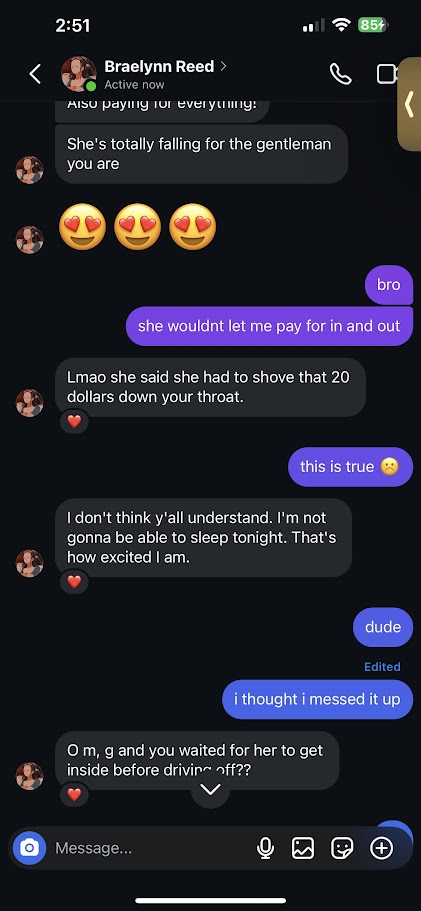 2:51
85
Braelynn Reed
Active now
Also paying for everything!
She's totally falling for the gentleman
you are
bro
she wouldnt let me pay for in and out
Lmao she said she had to shove that 20
dollars down your throat.
this is true ☹️
I don't think y'all understand. I'm not
gonna be able to sleep tonight. That's
how excited I am.
dude
Edited
i thought i messed it up
O m, g and you waited for her to get
inside before driving off??
Message...